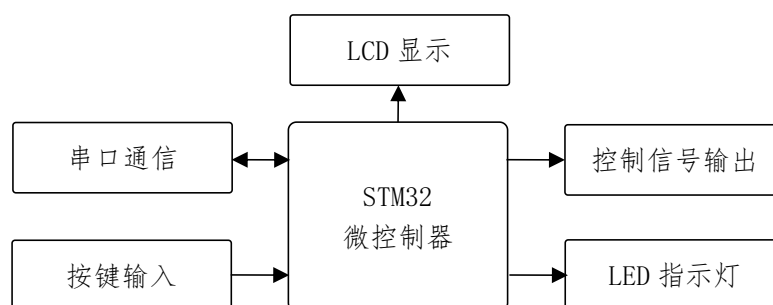 LCD 显示
串口通信
控制信号输出
STM32
微控制器
按键输入
LED 指示灯